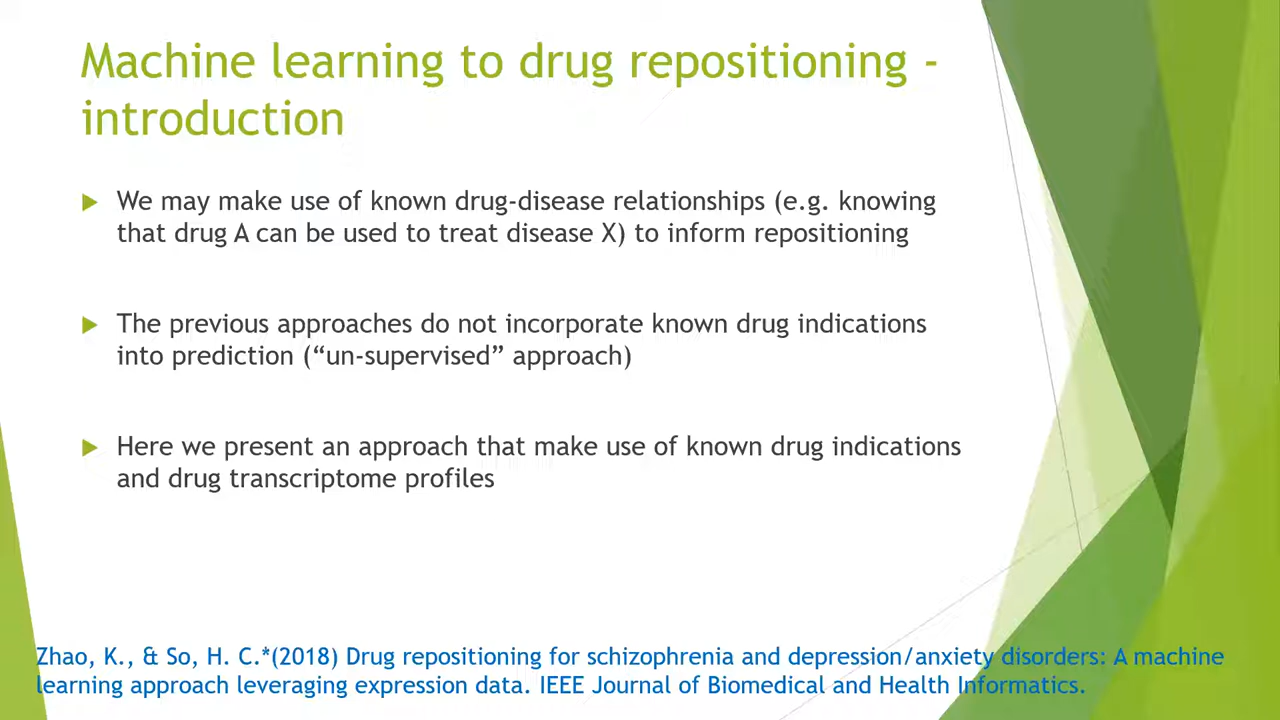 Machine learning to drug repositioning -
introduction
We may make use of known drug-disease relationships (e.g. knowing
that drug A can be used to treat disease X) to inform repositioning
The previous approaches do not incorporate known drug indications
into prediction (“un-supervised” approach)
Here we present an approach that make use of known drug indications
and drug transcriptome profiles
Zhao, K., & So, H. C.*(2018) Drug repositioning for schizophrenia and depression/anxiety disorders: A machine
learning approach leveraging expression data. IEEE Journal of Biomedical and Health Informatics.